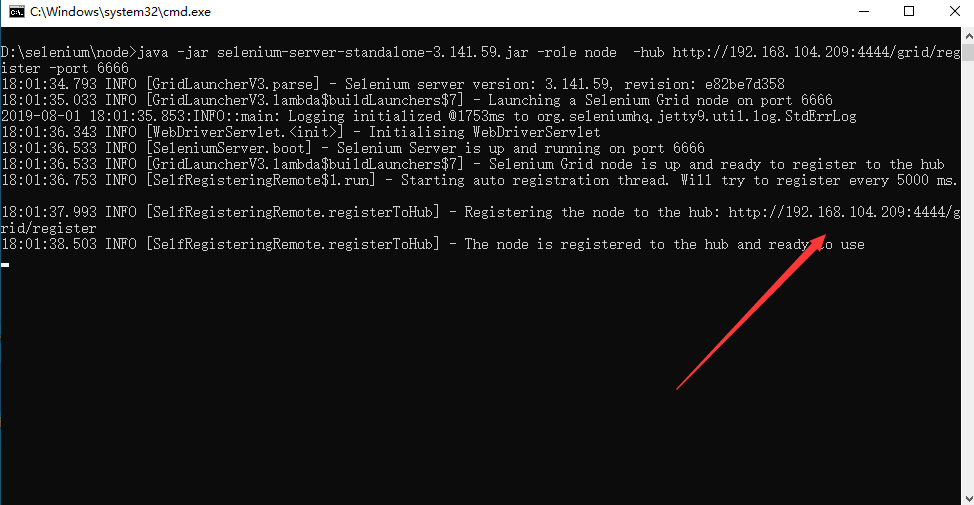 C:\Windows\system32\cmd.exe
D:\selenium\node>java -jar selenium-server-standalone-3.141.59.jar -role node  -hub http://192.168.104.209:4444/grid/reg
ister -port 6666
18:01:34.793 INFO [GridLauncherV3.parse] - Selenium server version: 3.141.59, revision: e82be7d358
18:01:35.033 INFO [GridLauncherV3.lambda$buildLaunchers$7] - Launching a Selenium Grid node on port 6666
2019-08-01 18:01:35.853:INFO::main: Logging initialized @1753ms to org.seleniumhq.jetty9.util.log.StdErrLog
18:01:36.343 INFO [WebDriverServlet.<init>] - Initialising WebDriverServlet
18:01:36.533 INFO [SeleniumServer.boot] - Selenium Server is up and running on port 6666
18:01:36.533 INFO [GridLauncherV3.lambda$buildLaunchers$7] - Selenium Grid node is up and ready to register to the hub
18:01:36.753 INFO [SelfRegisteringRemote$1.run] - Starting auto registration thread. Will try to register every 5000 ms.
18:01:37.993 INFO [SelfRegisteringRemote.registerToHub] - Registering the node to the hub: http://192.168.104.209:4444/g
rid/register
18:01:38.503 INFO [SelfRegisteringRemote.registerToHub] - The node is registered to the hub and ready to use